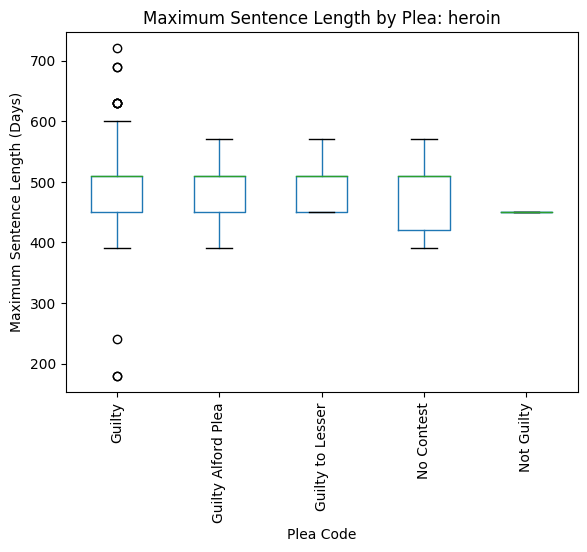 Maximum Sentence Length by Plea: heroin
Maximum Sentence Length (Days)
700
600
500
400
300
200
Guilty
Guilty Alford Plea
Guilty to Lesser
No Contest
Not Guilty
Plea Code